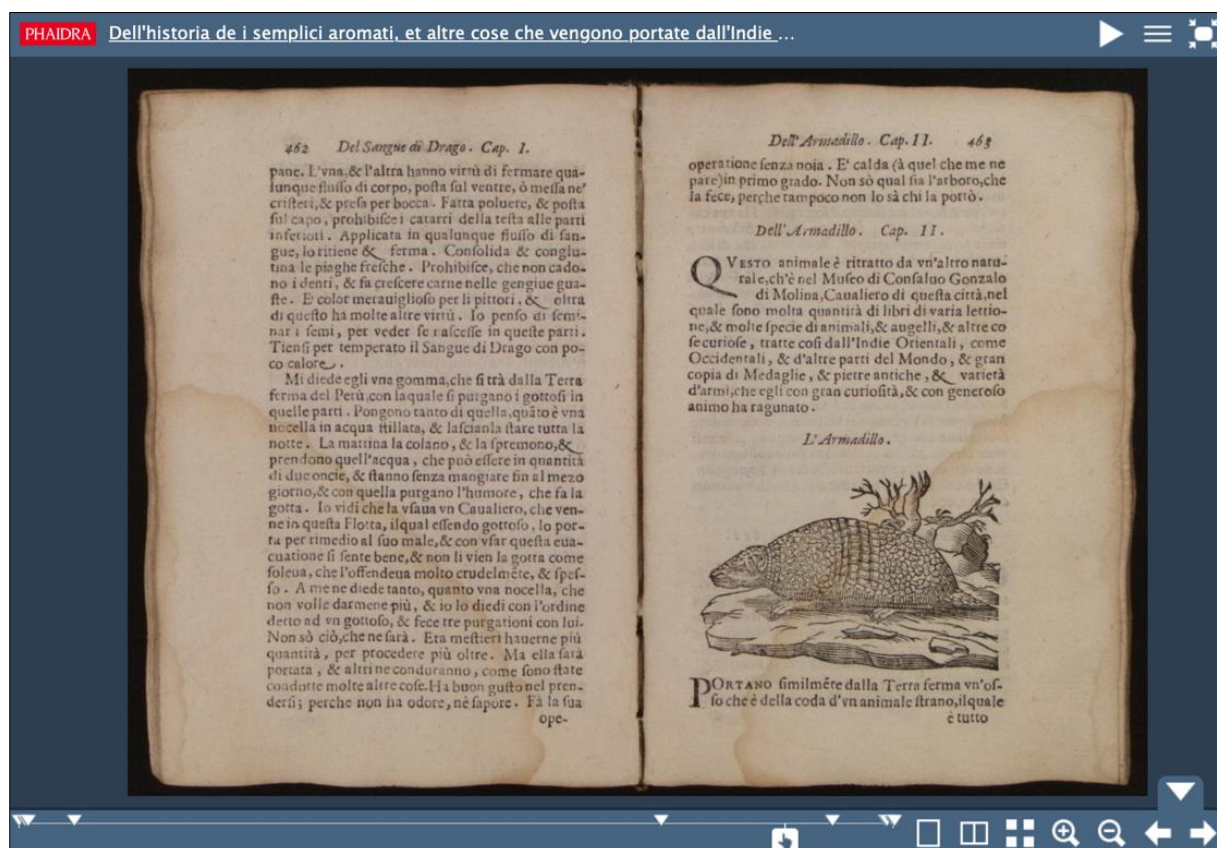 PHAIDRA Dell'historia de i semplici aromati, et altre cose che vengono portate dall'Indie ...
462 Del Sangue di Drago. Cap. I.
pane. L'vna,& l'altra hanno virtù di fermare qua-
lunque flusso di corpo, posta sul ventre, ò messa ne'
cristeri,& presa per bocca. Fatta poluere, & posta
sul capo, prohibisce i catarri della testa alle parti
inferiori. Applicata in qualunque flusso di san-
gue, lo ritiene & ferma. Consolida & conglu-
tina le piaghe fresche. Prohibisce, che non cado-
no i denti, & fa crescere carne nelle gengiue gua-
ste. E' color merauiglioso per li pittori, & oltra
di questo ha molte altre virtù. Io penso di semi-
nar i semi, per veder se nascesse in queste parti.
Tiensi per temperato il Sangue di Drago con po-
co calore.
Mi diede egli vna gomma,che si trà dalla Terra
ferma del Perù,con laquale si purgano i gottosi in
quelle parti. Pongono tanto di quella,quãto è vna
nocella in acqua stillata, & lascianla stare tutta la
notte. La mattina la colano, & la spremono,&
prendono quell'acqua, che può essere in quantità
di due oncie, & stanno senza mangiare fin al mezo
giorno,& con quella purgano l'humore, che fa la
gotta. Io vidi che la vsaua vn Caualiero, che ven-
ne in questa Flotta, ilqual essendo gottoso, lo por-
ta per rimedio al suo male,& con vsar questa eua-
cuatione si sente bene,& non li vien la gotta come
soleua, che l'offendeua molto crudelmẽte, & spes-
so. A me ne diede tanto, quanto vna nocella, che
non volle darmene più, & io lo diedi con l'ordine
detto ad vn gottoso, & fece tre purgationi con lui.
Non sò ciò,che ne sarà. Era mestieri hauerne più
quantità, per procedere più oltre. Ma ella sarà
portata, & altri ne conduranno, come sono state
condotte molte altre cose. Ha buon gusto nel pren-
dersi; perche non ha odore, nè sapore. Fà la sua
ope-
Dell'Armadillo. Cap. II. 463
operatione senza noia. E' calda (à quel che me ne
pare)in primo grado. Non sò qual sia l'arboro,che
la fece, perche tampoco non lo sà chi la portò.
Dell'Armadillo. Cap. II.
QVESTO animale è ritratto da vn'altro natu-
rale,ch'è nel Museo di Consaluo Gonzalo
di Molina,Caualiero di questa città,nel
quale sono molta quantità di libri di varia lettio-
ne,& molte specie di animali,& augelli,& altre co
se curiose, tratte così dall'Indie Orientali, come
Occidentali, & d'altre parti del Mondo, & gran
copia di Medaglie, & pietre antiche, & varietà
d'armi,che egli con gran curiosità,& con generoso
animo ha ragunato.
L'Armadillo.
PORTANO similmẽte dalla Terra ferma vn'os-
so che è della coda d'vn animale strano,ilquale
è tutto